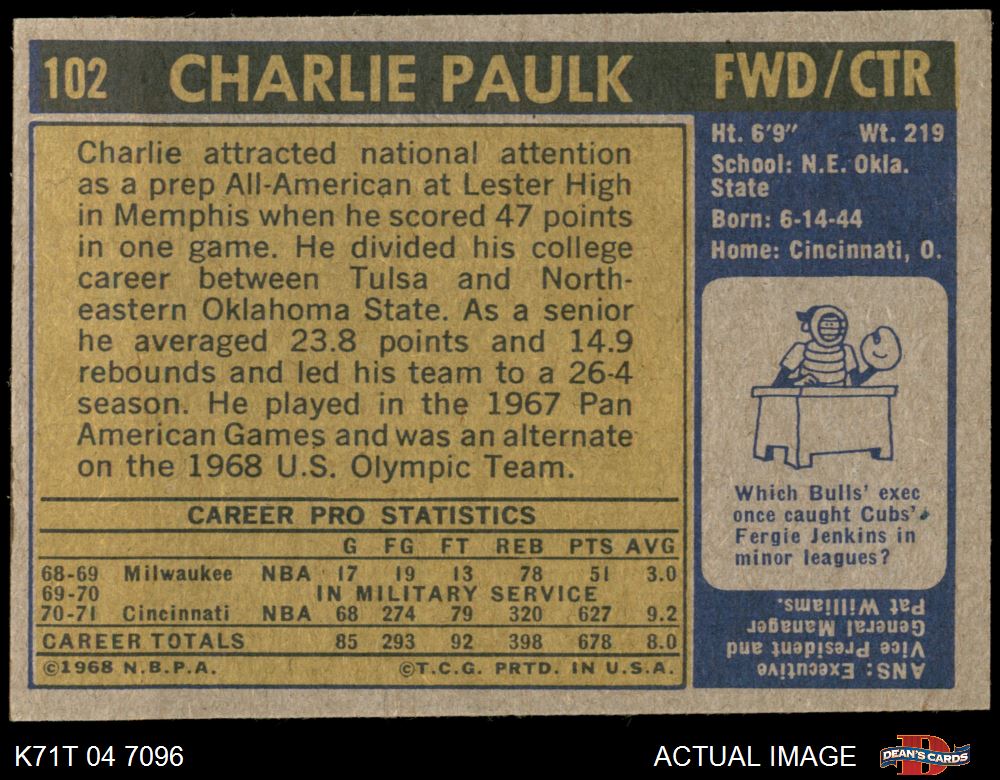 102 CHARLIE PAULK FWD/CTR
Charlie attracted national attention
as a prep All-American at Lester High
in Memphis when he scored 47 points
in one game. He divided his college
career between Tulsa and North-
eastern Oklahoma State. As a senior
he averaged 23.8 points and 14.9
rebounds and led his team to a 26-4
season. He played in the 1967 Pan
American Games and was an alternate
on the 1968 U.S. Olympic Team.
CAREER PRO STATISTICS
G FG FT REB PTS AVG
68-69 Milwaukee NBA 17 19 13 78 51 3.0
69-70 IN MILITARY SERVICE
70-71 Cincinnati NBA 68 274 79 320 627 9.2
CAREER TOTALS 85 293 92 398 678 8.0
©1968 N.B.P.A. ©T.C.G. PRTD. IN U.S.A.
Ht. 6'9" Wt. 219
School: N.E. Okla.
State
Born: 6-14-44
Home: Cincinnati, O.
Which Bulls' exec
once caught Cubs'
Fergie Jenkins in
minor leagues?
ANS: Executive
Vice President and
General Manager
Pat Williams.
K71T 04 7096 ACTUAL IMAGE DEAN'S CARDS